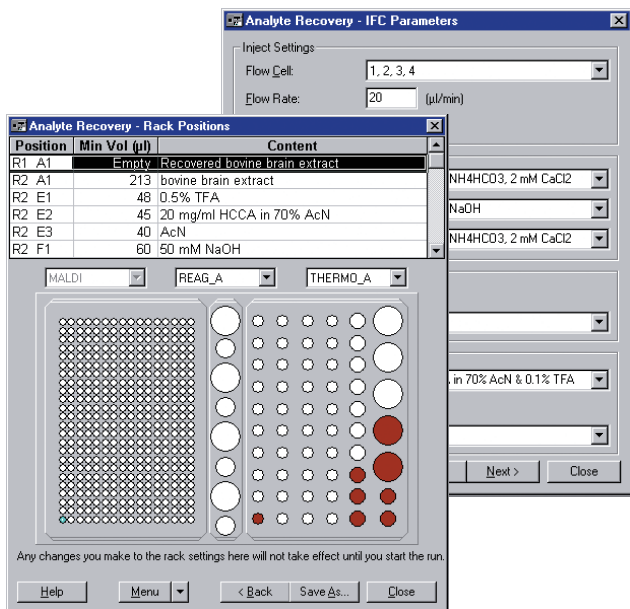 Analyte Recovery - IFC Parameters
Inject Settings
Flow Cell: 1, 2, 3, 4
Flow Rate: 20 (µl/min)
Analyte Recovery - Rack Positions
Position Min Vol (µl) Content
R1 A1 Empty Recovered bovine brain extract
R2 A1 213 bovine brain extract
R2 E1 48 0.5% TFA
R2 E2 45 20 mg/ml HCCA in 70% AcN
R2 E3 40 AcN
R2 F1 60 50 mM NaOH
NH4HCO3, 2 mM CaCl2
NaOH
NH4HCO3, 2 mM CaCl2
MALDI REAG_A THERMO_A
in 70% AcN & 0.1% TFA
Next > Close
Any changes you make to the rack settings here will not take effect until you start the run.
Help Menu < Back Save As... Close